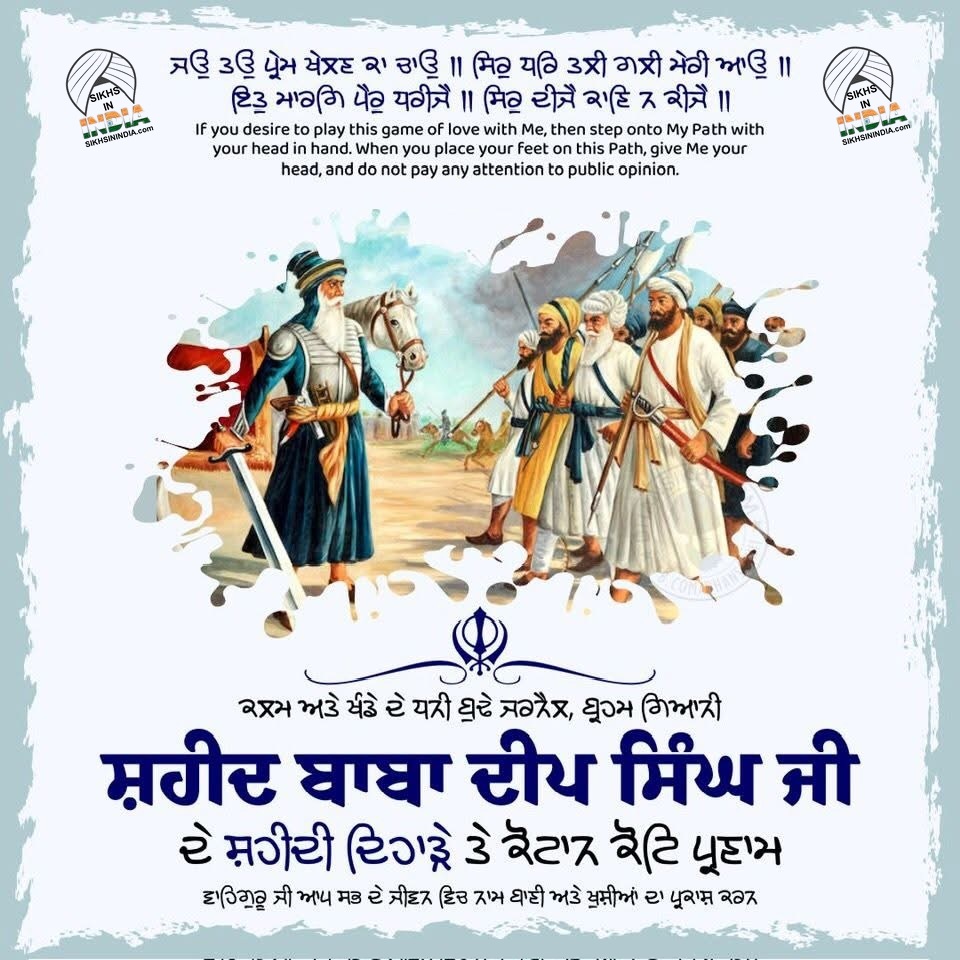 ਜਉ ਤਉ ਪ੍ਰੇਮ ਖੇਲਣ ਕਾ ਚਾਉ ॥ ਸਿਰੁ ਧਰਿ ਤਲੀ ਗਲੀ ਮੇਰੀ ਆਉ ॥
ਇਤੁ ਮਾਰਗਿ ਪੈਰੁ ਧਰੀਜੈ ॥ ਸਿਰੁ ਦੀਜੈ ਕਾਣਿ ਨ ਕੀਜੈ ॥
SIKHS
IN
INDIA
SIKHSININDIA.com
SIKHS
IN
INDIA
SIKHSININDIA.com
If you desire to play this game of love with Me, then step onto My Path with
your head in hand. When you place your feet on this Path, give Me your
head, and do not pay any attention to public opinion.
ਕਲਮ ਅਤੇ ਖੰਡੇ ਦੇ ਧਨੀ ਬੁਢੇ ਜਰਨੈਲ, ਬ੍ਰਹਮ ਗਿਆਨੀ
ਸ਼ਹੀਦ ਬਾਬਾ ਦੀਪ ਸਿੰਘ ਜੀ
ਦੇ ਸ਼ਹੀਦੀ ਦਿਹਾੜੇ ਤੇ ਕੋਟਾਨ ਕੋਟਿ ਪ੍ਰਣਾਮ
ਵਾਹਿਗੁਰੂ ਜੀ ਆਪ ਸਭ ਦੇ ਜੀਵਨ ਵਿਚ ਨਾਮ ਬਾਣੀ ਅਤੇ ਖੁਸ਼ੀਆਂ ਦਾ ਪ੍ਰਕਾਸ਼ ਕਰਨ